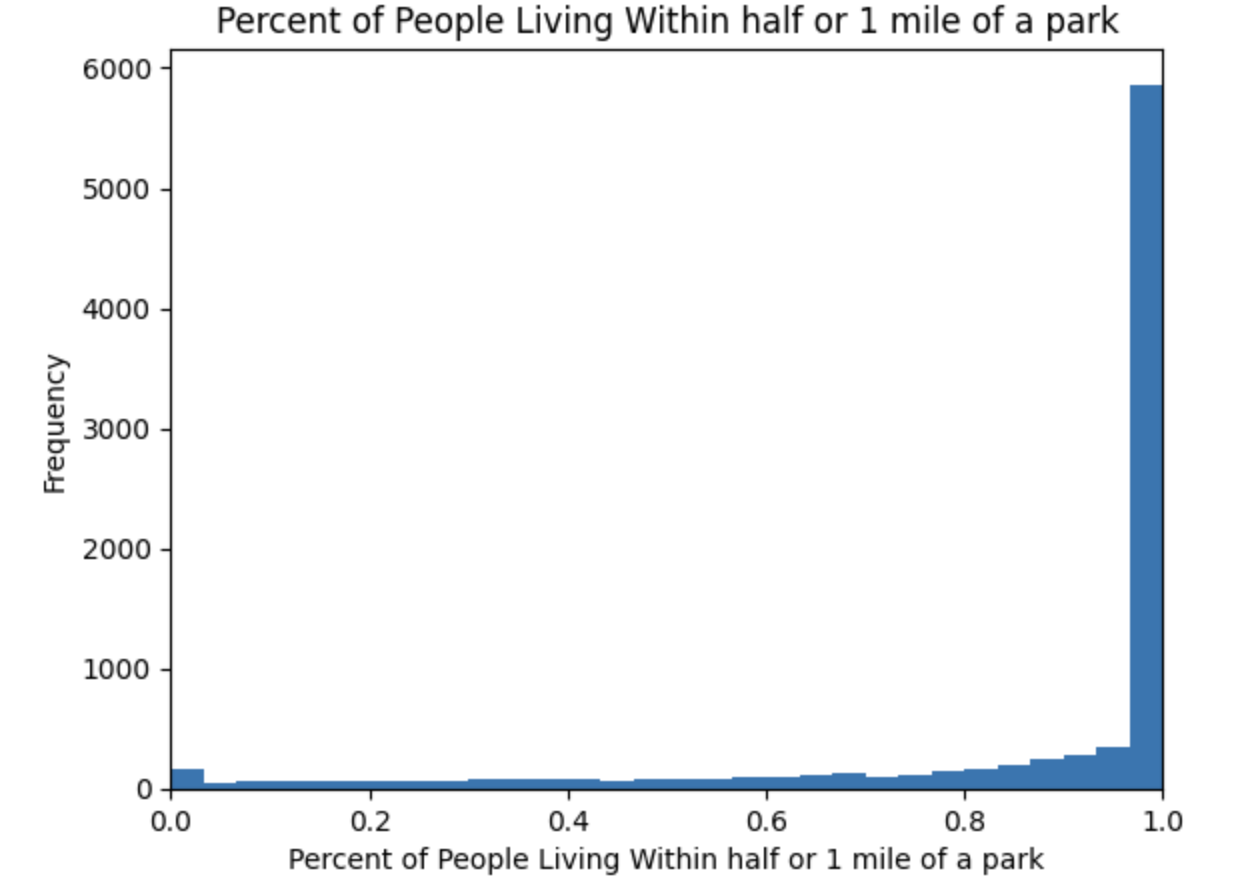 Percent of People Living Within half or 1 mile of a park
6000
5000
4000
3000
2000
1000
0
Frequency
0.0 0.2 0.4 0.6 0.8 1.0
Percent of People Living Within half or 1 mile of a park